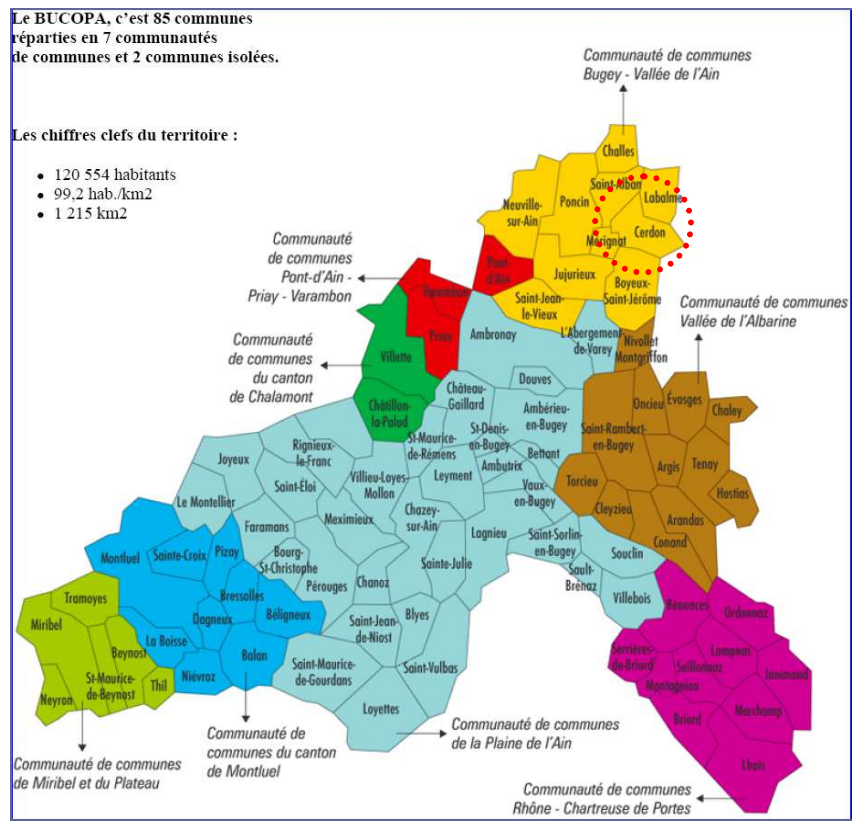 Le BUCOPA, c’est 85 communes
réparties en 7 communautés
de communes et 2 communes isolées.
Les chiffres clefs du territoire :
• 120 554 habitants
• 99,2 hab./km2
• 1 215 km2
Communauté de communes
Bugey - Vallée de l’Ain
Challes
Saint-Alban
Labalme
Neuville-
sur-Ain
Poncin
Cerdon
Mérignat
Communauté
de communes
Pont-d’Ain -
Priay - Varambon
Pont-
d’Ain
Jujurieux
Boyeux-
Saint-Jérôme
Varambon
Saint-Jean-
le-Vieux
Communauté de communes
Vallée de l’Albarine
Priay
Ambronay
L’Abergement-
de-Varey
Nivollet
Montgriffon
Communauté
de communes
du canton
de Chalamont
Villette
Châtillon-
la-Palud
Château-
Gaillard
Douves
Ambérieu-
en-Bugey
Oncieu
Évosges
Chaley
Saint-Rambert-
en-Bugey
St-Maurice-
de-Rémens
St-Denis-
en-Bugey
Bettant
Ambutrix
Argis
Tenay
Hostias
Joyeux
Rignieux-
le-Franc
Villieu-Loyes-
Mollon
Leyment
Vaux-
en-Bugey
Torcieu
Cleyzieu
Arandas
Conand
Le Montellier
Saint-Éloi
Faramans
Meximieux
Chazey-
sur-Ain
Lagnieu
Saint-Sorlin-
en-Bugey
Souclin
Montluel
Sainte-Croix
Pizay
Bourg-
St-Christophe
Pérouges
Chanoz
Sainte-Julie
Sault-
Brénaz
Villebois
Bénonces
Ordonnaz
Tramoyes
Miribel
Bressolles
Dagneux
Béligneux
Saint-Jean-
de-Niost
Blyes
La Boisse
Beynost
St-Maurice-
de-Beynost
Neyron
Thil
Niévroz
Balan
Saint-Maurice-
de-Gourdans
Saint-Vulbas
Loyettes
Serrières-
de-Briord
Seillonnaz
Lompnas
Innimond
Montagnieu
Briord
Marchamp
Lhuis
Communauté de communes
de Miribel et du Plateau
Communauté de
communes du canton
de Montluel
Communauté de communes
de la Plaine de l’Ain
Communauté de communes
Rhône - Chartreuse de Portes